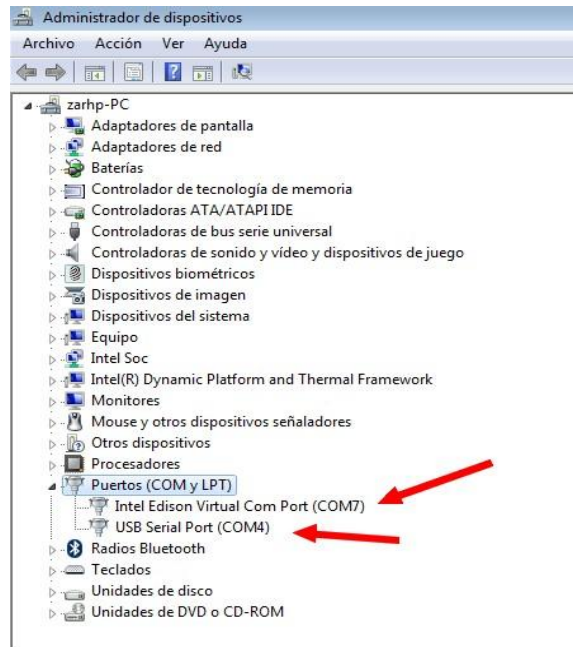 Administrador de dispositivos
Archivo Acción Ver Ayuda
zarhp-PC
Adaptadores de pantalla
Adaptadores de red
Baterías
Controlador de tecnología de memoria
Controladoras ATA/ATAPI IDE
Controladoras de bus serie universal
Controladoras de sonido y vídeo y dispositivos de juego
Dispositivos biométricos
Dispositivos de imagen
Dispositivos del sistema
Equipo
Intel Soc
Intel(R) Dynamic Platform and Thermal Framework
Monitores
Mouse y otros dispositivos señaladores
Otros dispositivos
Procesadores
Puertos (COM y LPT)
Intel Edison Virtual Com Port (COM7)
USB Serial Port (COM4)
Radios Bluetooth
Teclados
Unidades de disco
Unidades de DVD o CD-ROM